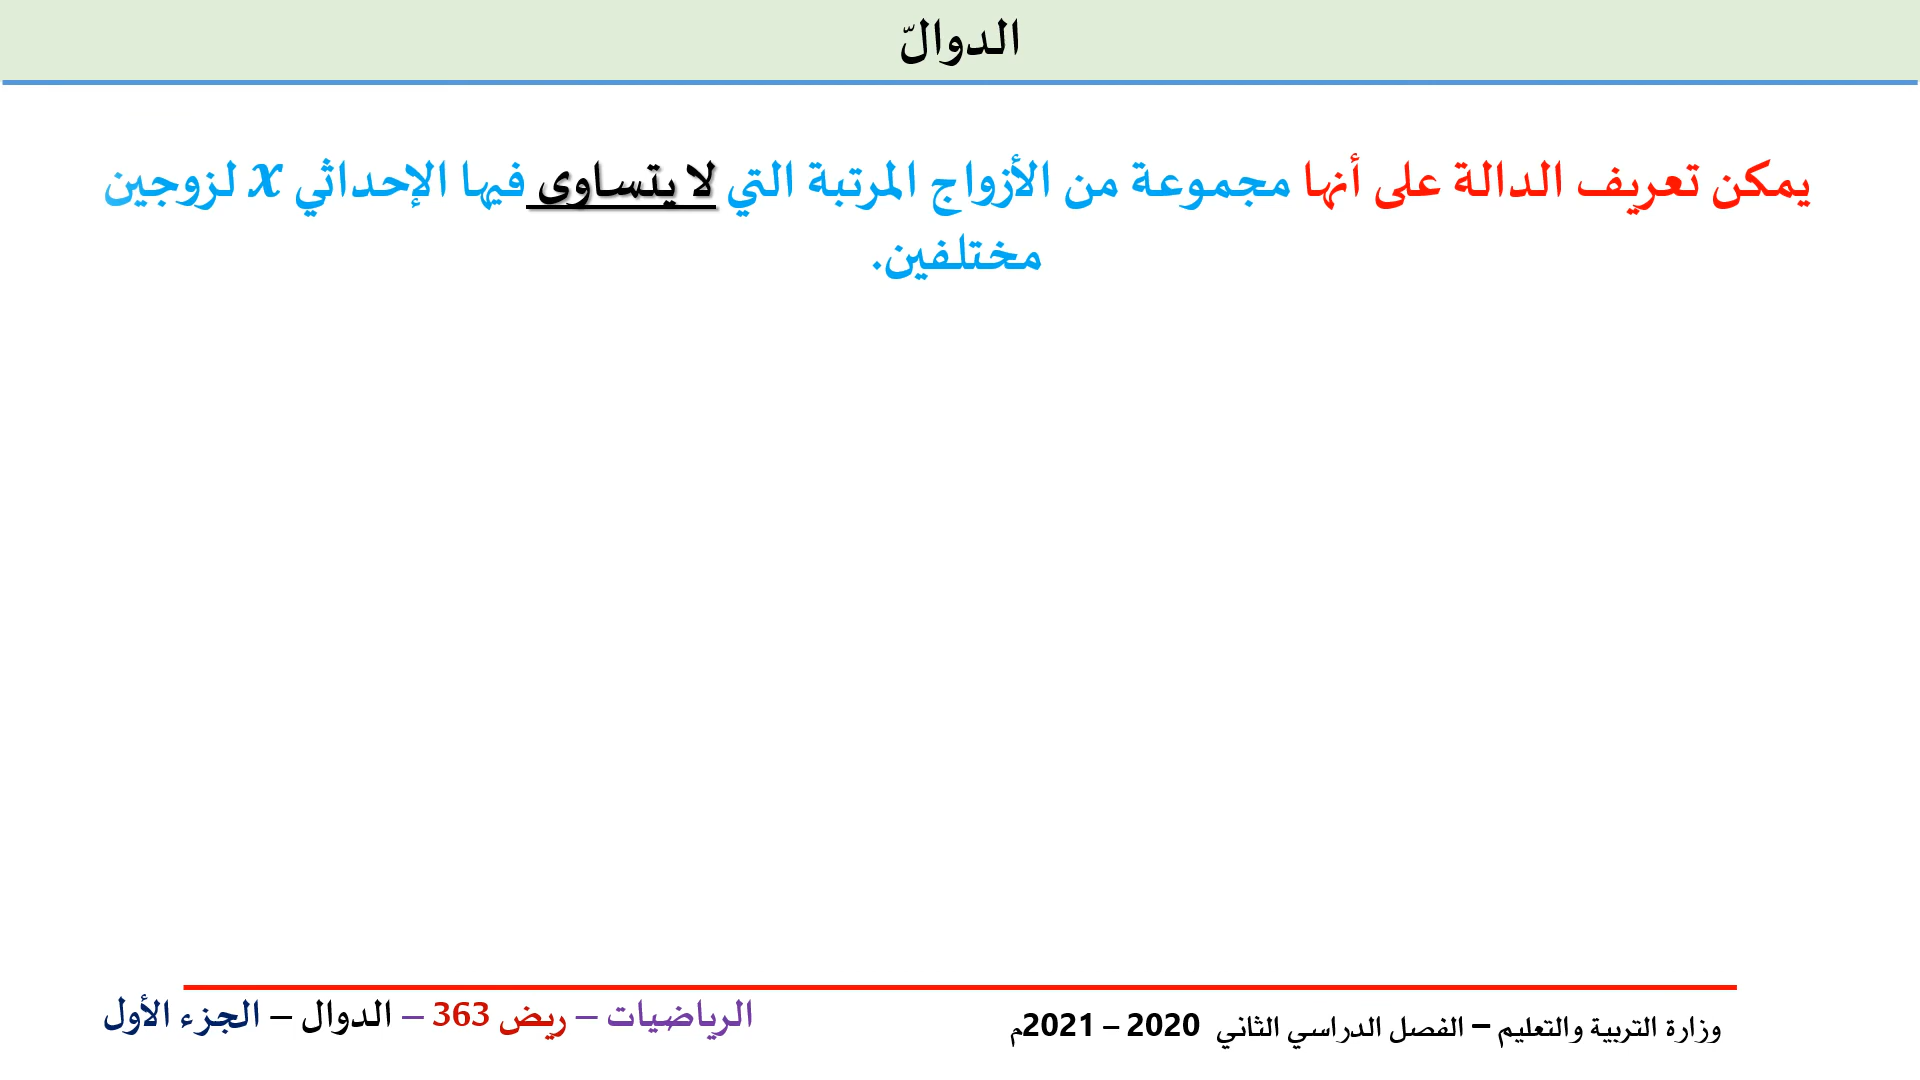 الدوالّ
يمكن تعريف الدالة على أنها مجموعة من الأزواج المرتبة التي لا يتساوى فيها الإحداثي x لزوجين
مختلفين.
وزارة التربية والتعليم – الفصل الدراسي الثاني 2020 – 2021م
الرياضيات – ريض 363 – الدوال – الجزء الأول